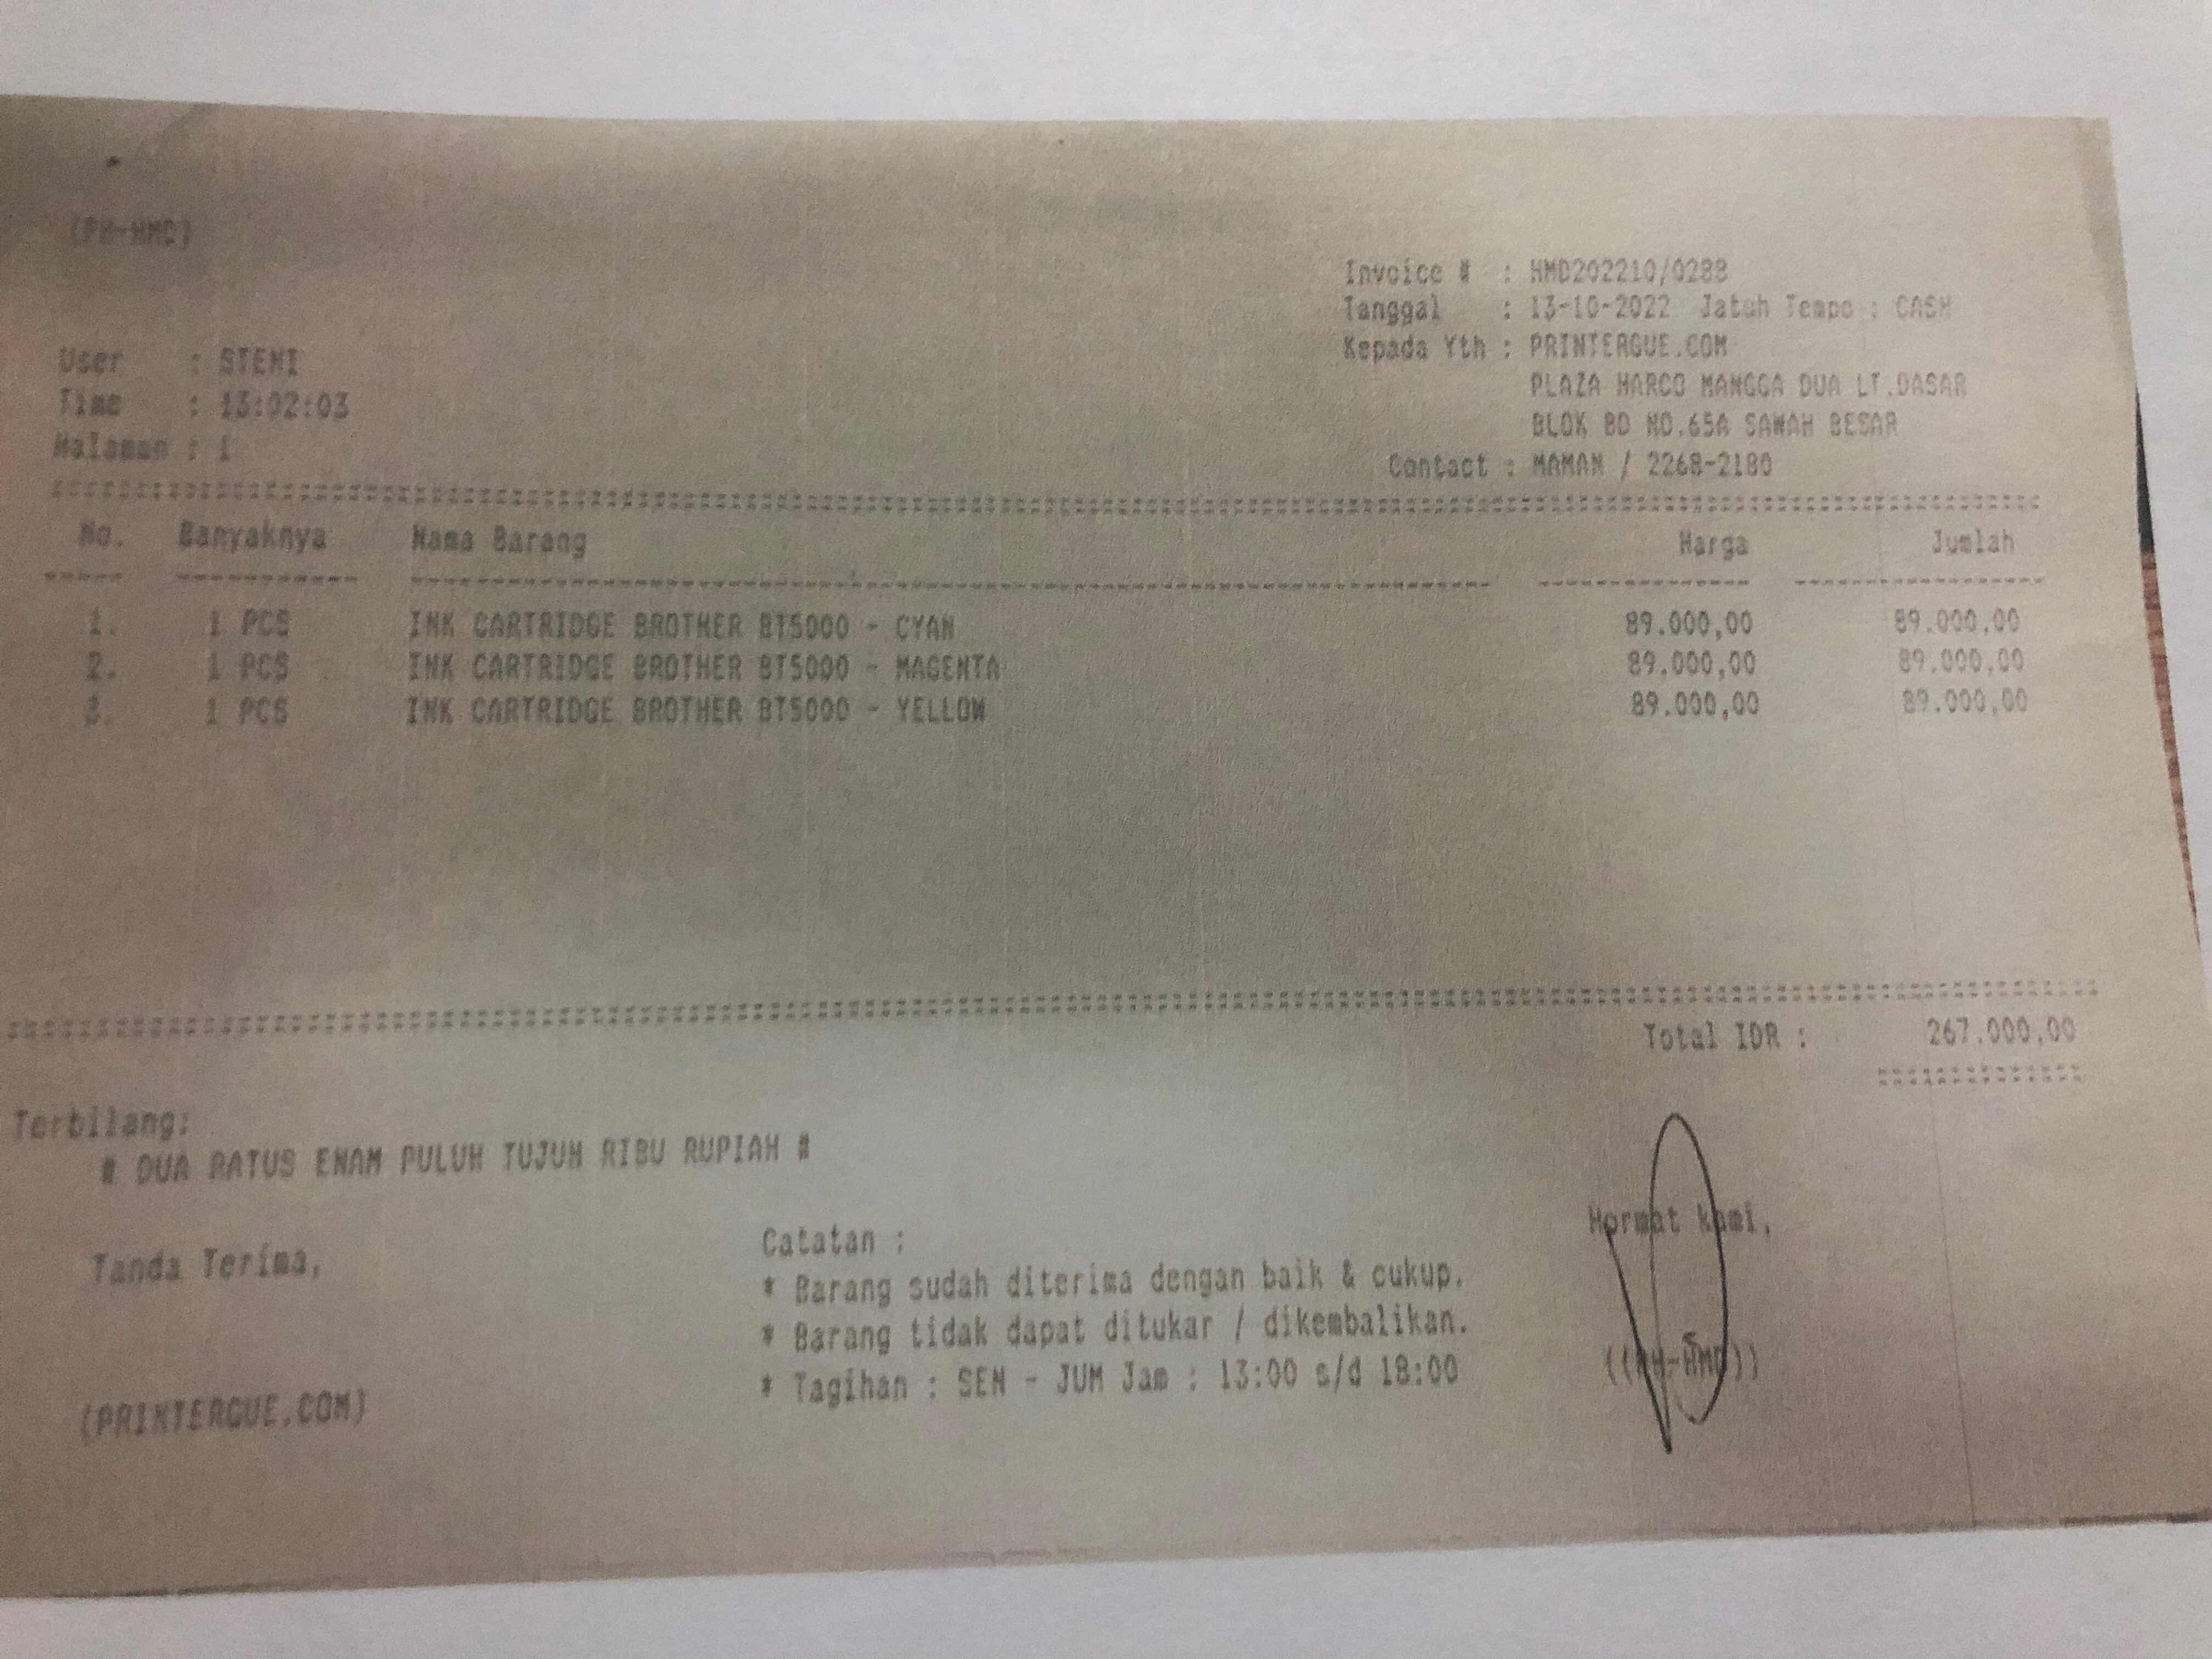 (PH-HMD)
Invoice # : HMD202210/0288
Tanggal : 13-10-2022 Jatuh Tempo : CASH
Kepada Yth : PRINTERGUE.COM
PLAZA HARCO MANGGA DUA LT.DASAR
BLOK BD NO.65A SAWAH BESAR
Contact : MAMAN / 2268-2180
User : STENI
Time : 13:02:03
Halaman : 1
No. Banyaknya Nama Barang Harga Jumlah
1. 1 PCS INK CARTRIDGE BROTHER BT5000 - CYAN 89.000,00 89.000,00
2. 1 PCS INK CARTRIDGE BROTHER BT5000 - MAGENTA 89.000,00 89.000,00
3. 1 PCS INK CARTRIDGE BROTHER BT5000 - YELLOW 89.000,00 89.000,00
Total IDR : 267.000,00
Terbilang:
# DUA RATUS ENAM PULUH TUJUH RIBU RUPIAH #
Tanda Terima,
(PRINTERGUE.COM)
Catatan :
* Barang sudah diterima dengan baik & cukup.
* Barang tidak dapat ditukar / dikembalikan.
* Tagihan : SEN - JUM Jam : 13:00 s/d 18:00
Hormat kami,
((PH-HMD))